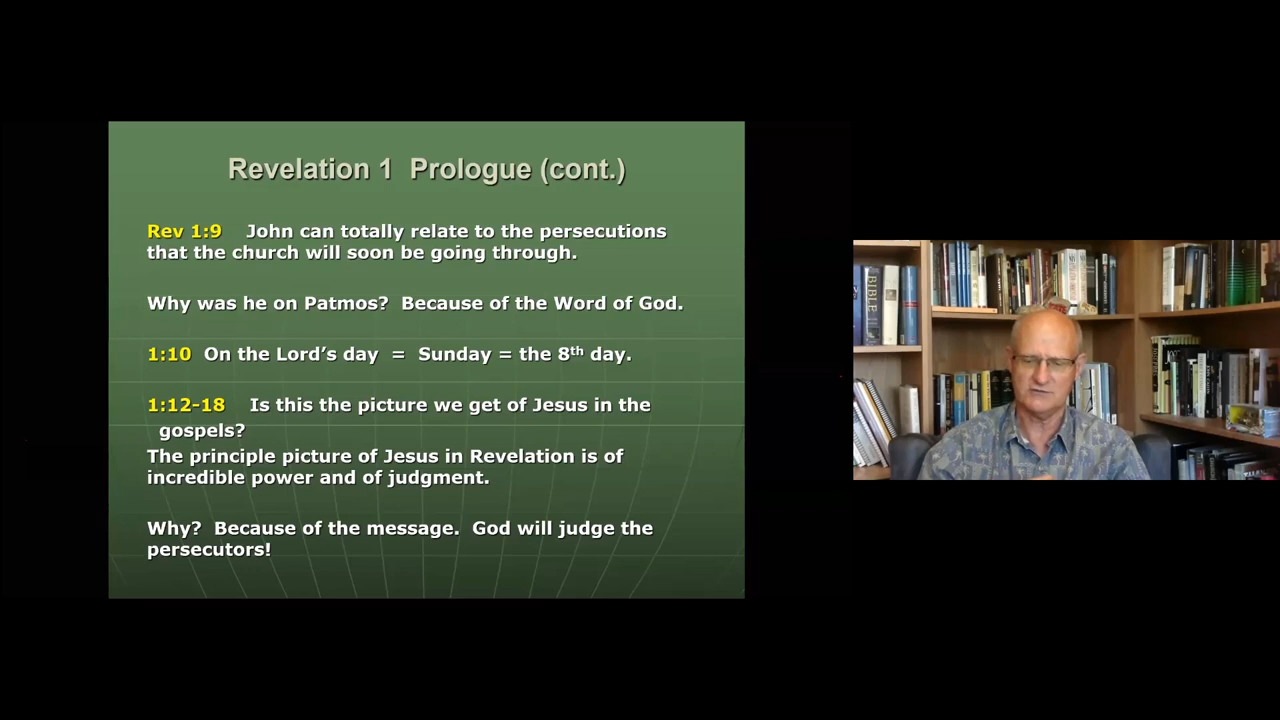 Revelation 1 Prologue (cont.)
Rev 1:9 John can totally relate to the persecutions
that the church will soon be going through.
Why was he on Patmos? Because of the Word of God.
1:10 On the Lord's day = Sunday = the 8th day.
1:12-18 Is this the picture we get of Jesus in the
gospels?
The principle picture of Jesus in Revelation is of
incredible power and of judgment.
Why? Because of the message. God will judge the
persecutors!
BIBLE